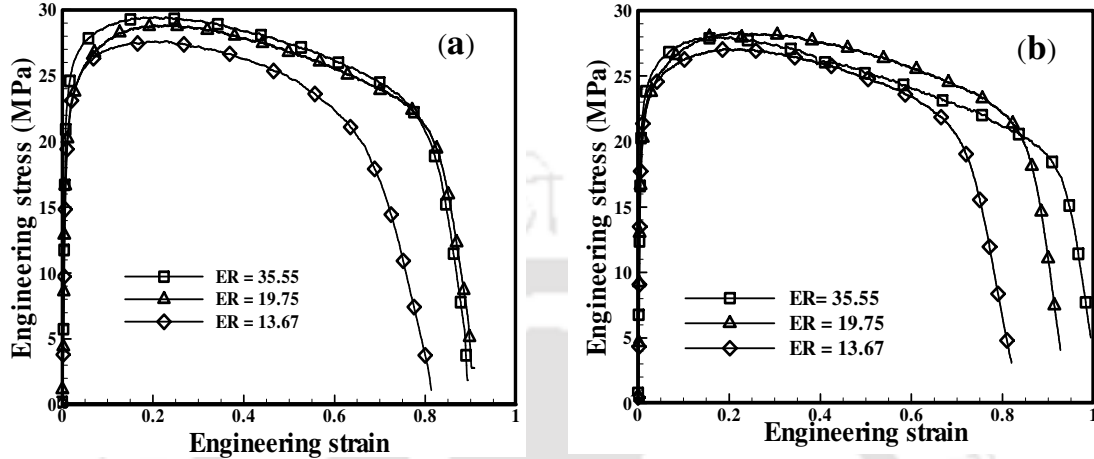 30
25
20
15
10
5
0
Engineering stress (MPa)
(a)
ER = 35.55
ER = 19.75
ER = 13.67
0
0.2
0.4
0.6
0.8
1
Engineering strain
30
25
20
15
10
5
0
Engineering stress (MPa)
(b)
ER= 35.55
ER = 19.75
ER = 13.67
0
0.2
0.4
0.6
0.8
1
Engineering strain